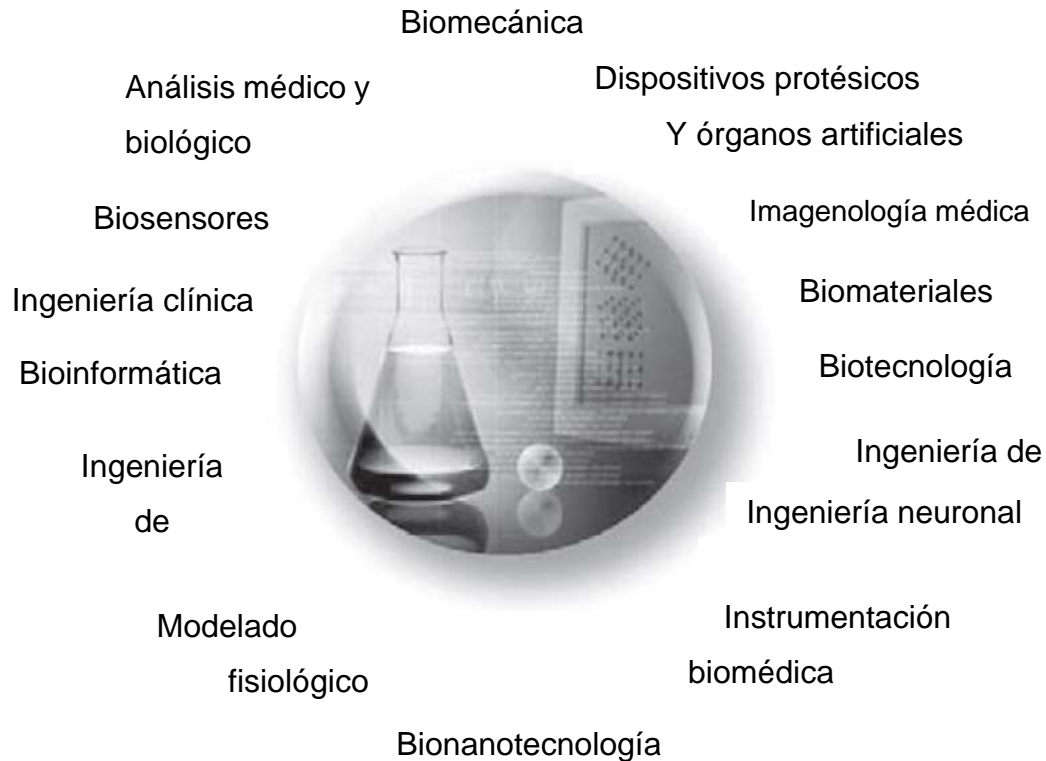 Biomecánica
Análisis médico y
biológico
Dispositivos protésicos
Y órganos artificiales
Biosensores
Imagenología médica
Ingeniería clínica
Biomateriales
Bioinformática
Biotecnología
Ingeniería
de
Ingeniería de
Ingeniería neuronal
Modelado
fisiológico
Instrumentación
biomédica
Bionanotecnología